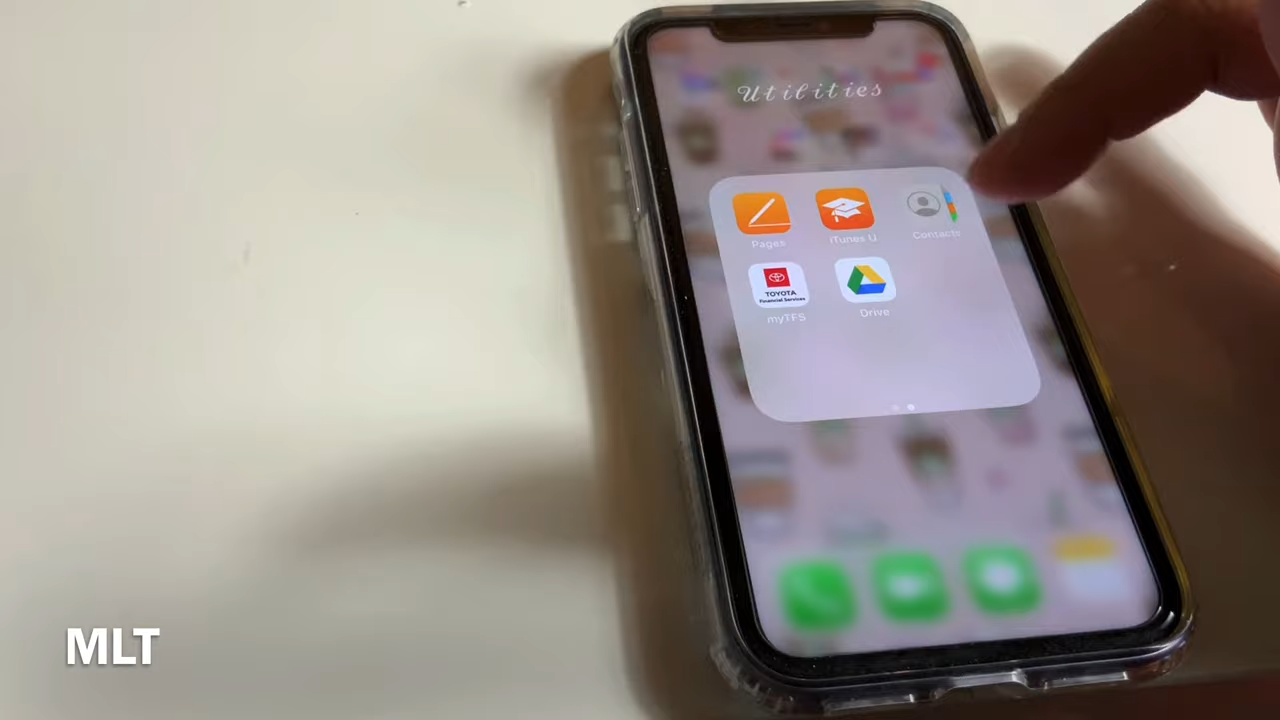 Utilities
Pages
iTunes U
Contacts
TOYOTA
Financial Services
myTFS
Drive
MLT